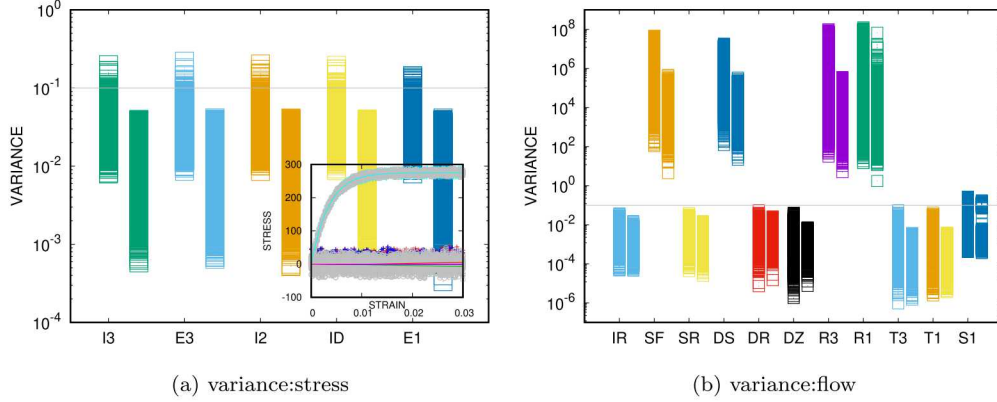 10^0
10^-1
10^-2
10^-3
10^-4
VARIANCE
I3 E3 I2 ID E1
300
200
100
0
-100
STRESS
0 0.01 0.02 0.03
STRAIN
(a) variance:stress
10^8
10^6
10^4
10^2
10^0
10^-2
10^-4
10^-6
VARIANCE
IR SF SR DS DR DZ R3 R1 T3 T1 S1
(b) variance:flow